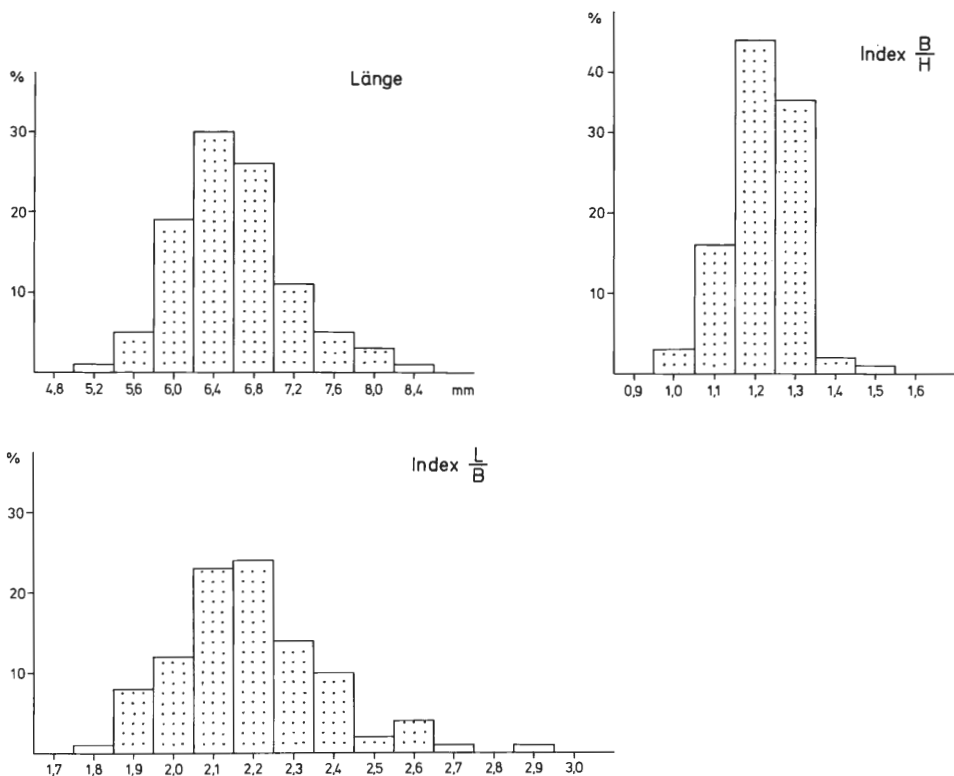 %
Länge
30
20
10
4,8 5,2 5,6 6,0 6,4 6,8 7,2 7,6 8,0 8,4 mm
%
Index B/H
40
30
20
10
0,9 1,0 1,1 1,2 1,3 1,4 1,5 1,6
%
Index L/B
30
20
10
1,7 1,8 1,9 2,0 2,1 2,2 2,3 2,4 2,5 2,6 2,7 2,8 2,9 3,0